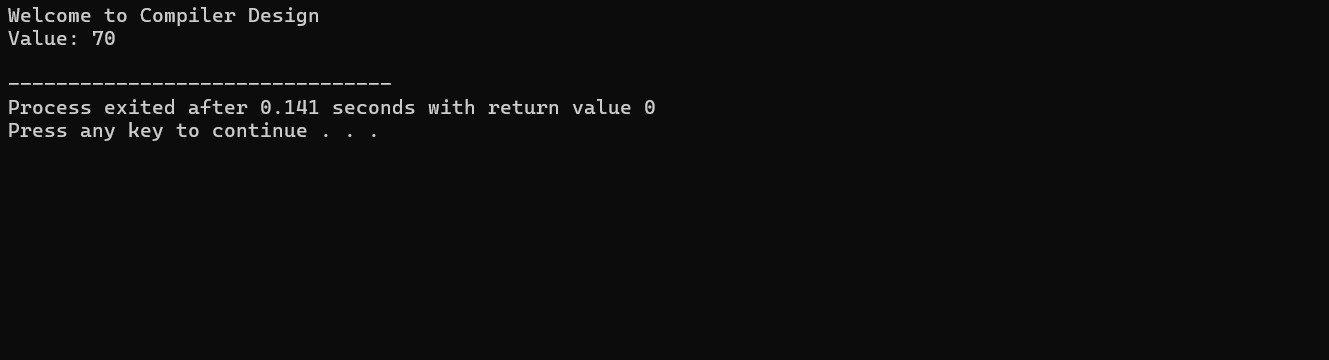 Welcome to Compiler Design
Value: 70
--------------------------------
Process exited after 0.141 seconds with return value 0
Press any key to continue . . .